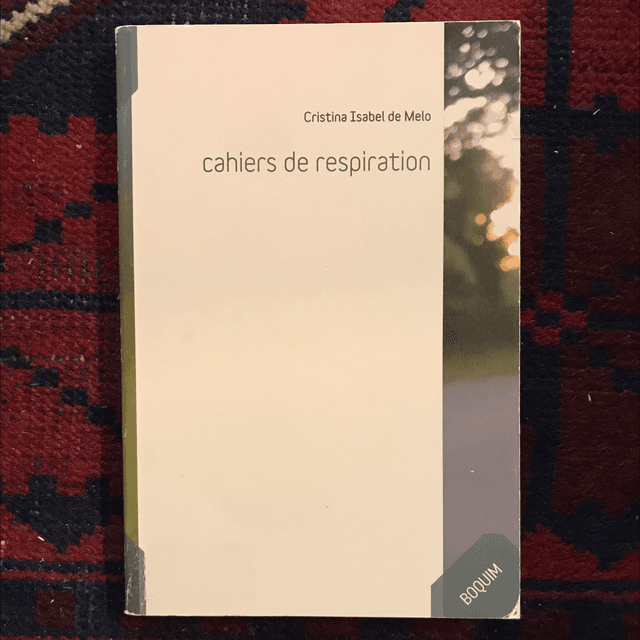 Cristina Isabel de Melo
cahiers de respiration
BOQUIM